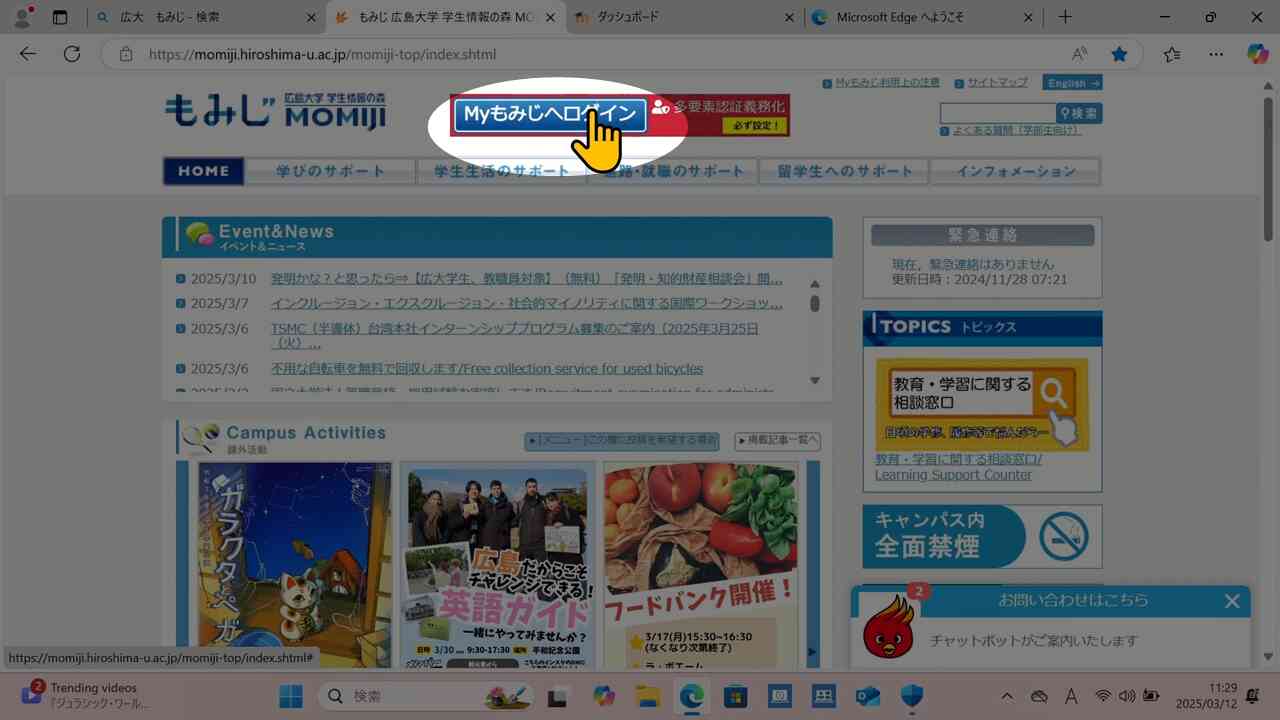 広大 もみじ - 検索
もみじ 広島大学 学生情報の森 MO
ダッシュボード
Microsoft Edge へようこそ
https://momiji.hiroshima-u.ac.jp/momiji-top/index.shtml
もみじ 広島大学 学生情報の森 MOMIJI
Myもみじへログイン
多要素認証義務化
必ず設定！
Myもみじ利用上の注意
サイトマップ
English →
検索
よくある質問（学部生向け）
HOME
学びのサポート
学生生活のサポート
進路・就職のサポート
留学生へのサポート
インフォメーション
Event&News
イベント&ニュース
2025/3/10 発明かな？と思ったら⇒【広大学生、教職員対象】（無料）「発明・知的財産相談会」開...
2025/3/7 インクルージョン・エクスクルージョン・社会的マイノリティに関する国際ワークショッ...
2025/3/6 TSMC（半導体）台湾本社インターンシッププログラム募集のご案内（2025年3月25日
（火）...
2025/3/6 不用な自転車を無料で回収します/Free collection service for used bicycles
緊急連絡
現在，緊急連絡はありません
更新日時：2024/11/28 07:21
TOPICS トピックス
教育・学習に関する
相談窓口
教育・学習に関する相談窓口/
Learning Support Counter
キャンパス内
全面禁煙
Campus Activities
課外活動
[メニュー]この欄に投稿を希望する場合
掲載記事一覧へ
ガラクタ・ペガ
広島だからこそ
チャレンジできる！
英語ガイド
一緒にやってみませんか？
日時 3/30 9:30-17:30 場所 平和記念公園
フードバンク開催！
3/17(月)15:30~16:30
(なくなり次第終了)
ラ・ボエーム
2
お問い合わせはこちら
チャットボットがご案内いたします
https://momiji.hiroshima-u.ac.jp/momiji-top/index.shtml#
2
Trending videos
『ジュラシック・ワール...
検索
A
11:29
2025/03/12